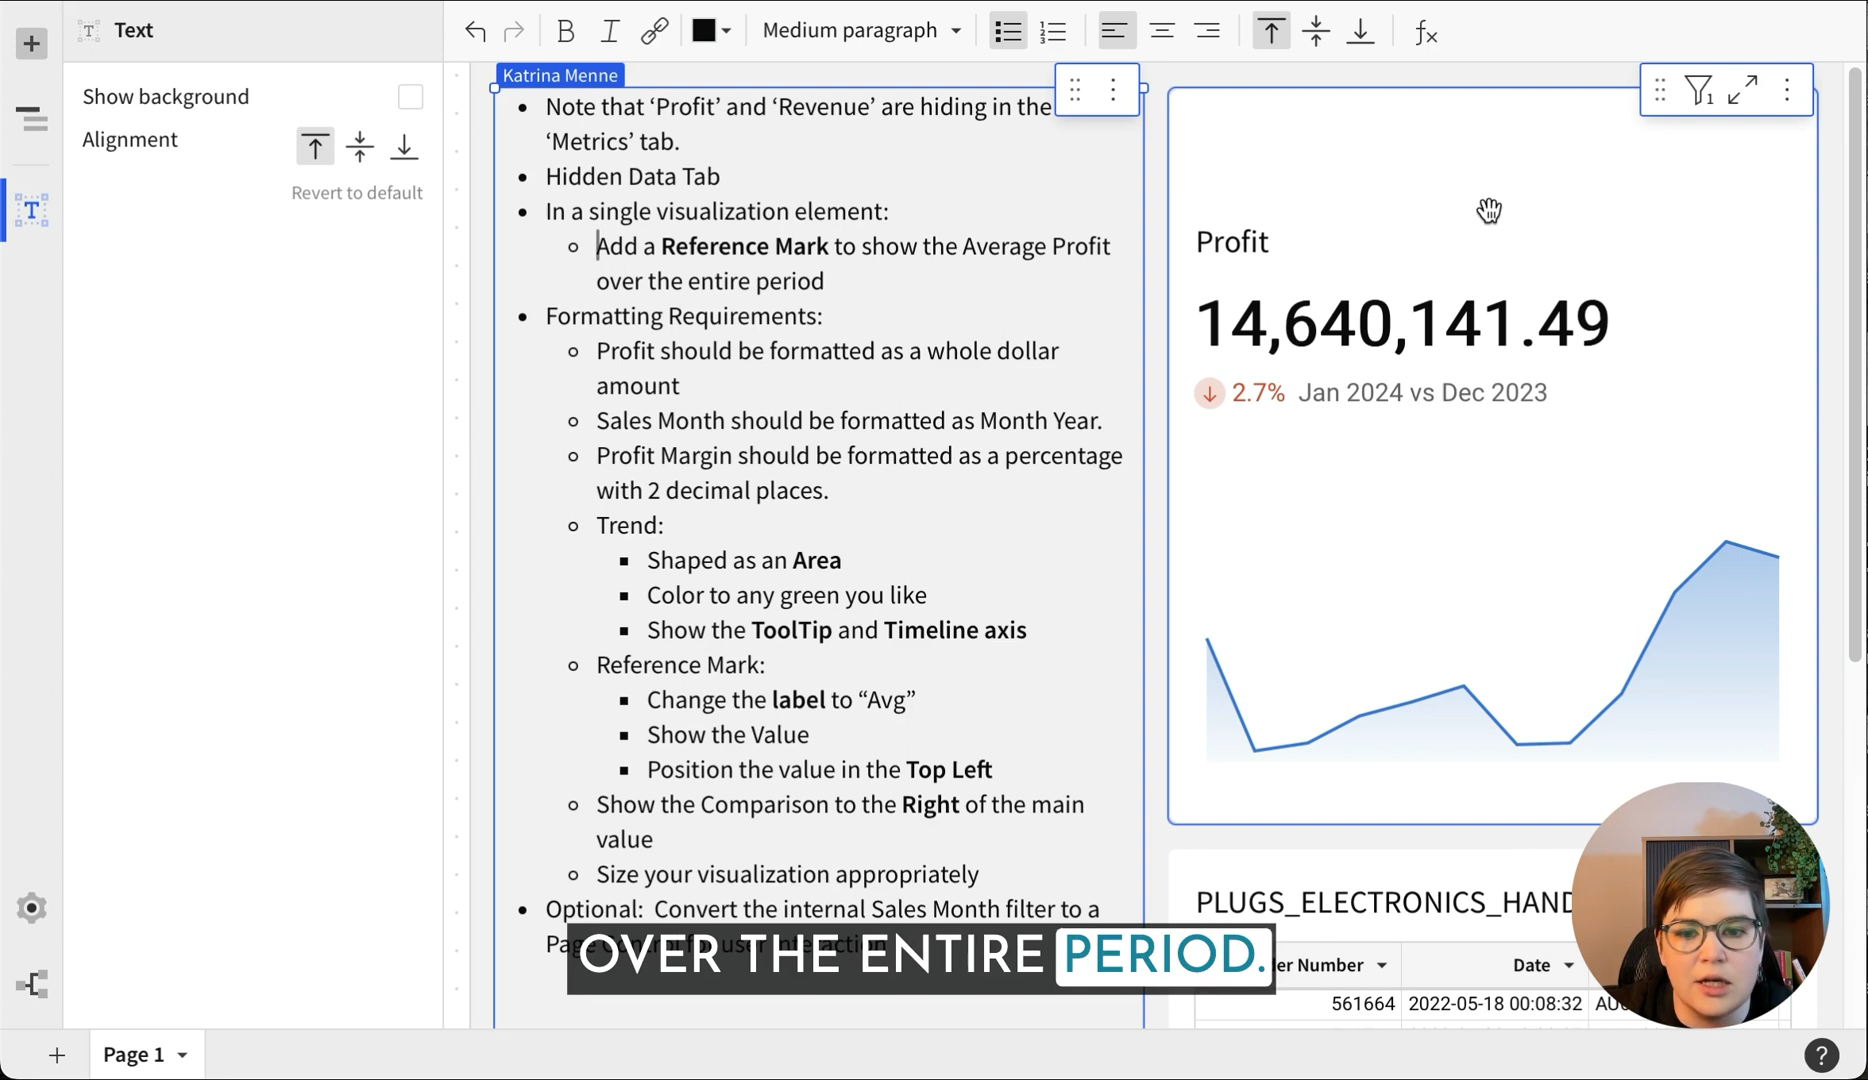 Text
Medium paragraph
Show background
Alignment
Revert to default
Katrina Menne
Note that ‘Profit’ and ‘Revenue’ are hiding in the
‘Metrics’ tab.
Hidden Data Tab
In a single visualization element:
Add a Reference Mark to show the Average Profit
over the entire period
Formatting Requirements:
Profit should be formatted as a whole dollar
amount
Sales Month should be formatted as Month Year.
Profit Margin should be formatted as a percentage
with 2 decimal places.
Trend:
Shaped as an Area
Color to any green you like
Show the ToolTip and Timeline axis
Reference Mark:
Change the label to “Avg”
Show the Value
Position the value in the Top Left
Show the Comparison to the Right of the main
value
Size your visualization appropriately
Optional: Convert the internal Sales Month filter to a
OVER THE ENTIRE PERIOD.
Profit
14,640,141.49
2.7% Jan 2024 vs Dec 2023
PLUGS_ELECTRONICS_HAND
er Number Date
561664 2022-05-18 00:08:32
Page 1